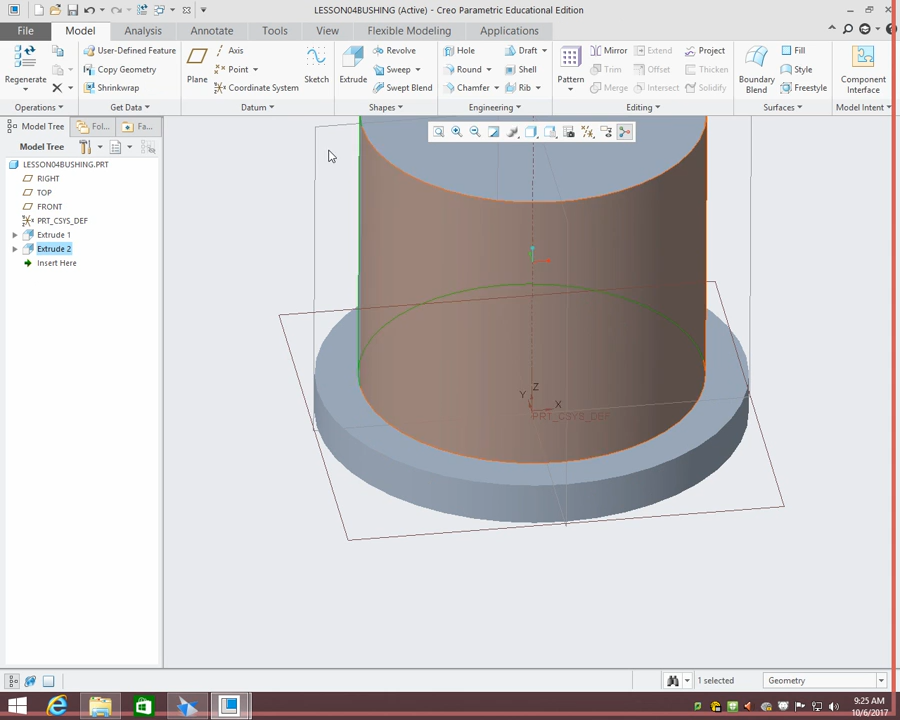 LESSON04BUSHING (Active) - Creo Parametric Educational Edition
File Model Analysis Annotate Tools View Flexible Modeling Applications
User-Defined Feature Axis Revolve Hole Draft Mirror Extend Project Fill
Copy Geometry Point Sweep Round Shell Trim Offset Thicken Style
Regenerate Shrinkwrap Plane Coordinate System Sketch Extrude Swept Blend Chamfer Rib Pattern Merge Intersect Solidify Boundary Blend Freestyle Component Interface
Operations Get Data Datum Shapes Engineering Editing Surfaces Model Intent
Model Tree Fol... Fa...
Model Tree
LESSON04BUSHING.PRT
RIGHT
TOP
FRONT
PRT_CSYS_DEF
Extrude 1
Extrude 2
Insert Here
Z
Y X
PRT_CSYS_DEF
1 selected Geometry
9:25 AM
10/6/2017